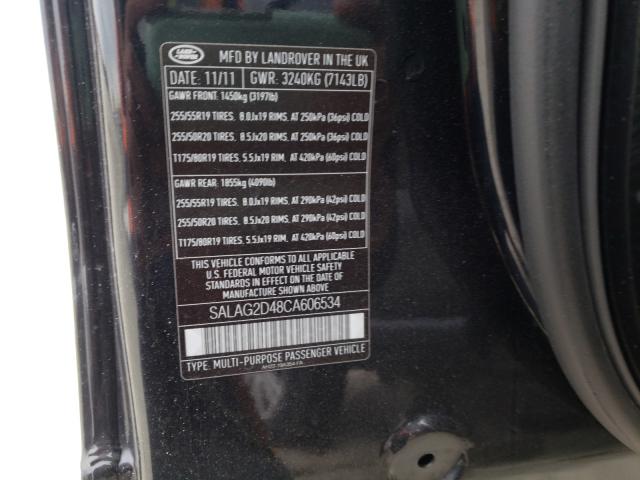 LAND ROVER
MFD BY LANDROVER IN THE UK
DATE: 11/11 GWR: 3240KG (7143LB)
GAWR FRONT: 1450kg (3197lb)
255/55R19 TIRES, 8.0Jx19 RIMS, AT 250kPa (36psi) COLD
255/50R20 TIRES, 8.5Jx20 RIMS, AT 250kPa (36psi) COLD
T175/80R19 TIRES, 5.5Jx19 RIM, AT 420kPa (60psi) COLD
GAWR REAR: 1855kg (4090lb)
255/55R19 TIRES, 8.0Jx19 RIMS, AT 290kPa (42psi) COLD
255/50R20 TIRES, 8.5Jx20 RIMS, AT 290kPa (42psi) COLD
T175/80R19 TIRES, 5.5Jx19 RIM, AT 420kPa (60psi) COLD
THIS VEHICLE CONFORMS TO ALL APPLICABLE
U.S. FEDERAL MOTOR VEHICLE SAFETY
STANDARDS IN EFFECT ON THE DATE OF
MANUFACTURE SHOWN ABOVE
SALAG2D48CA606534
TYPE: MULTI-PURPOSE PASSENGER VEHICLE